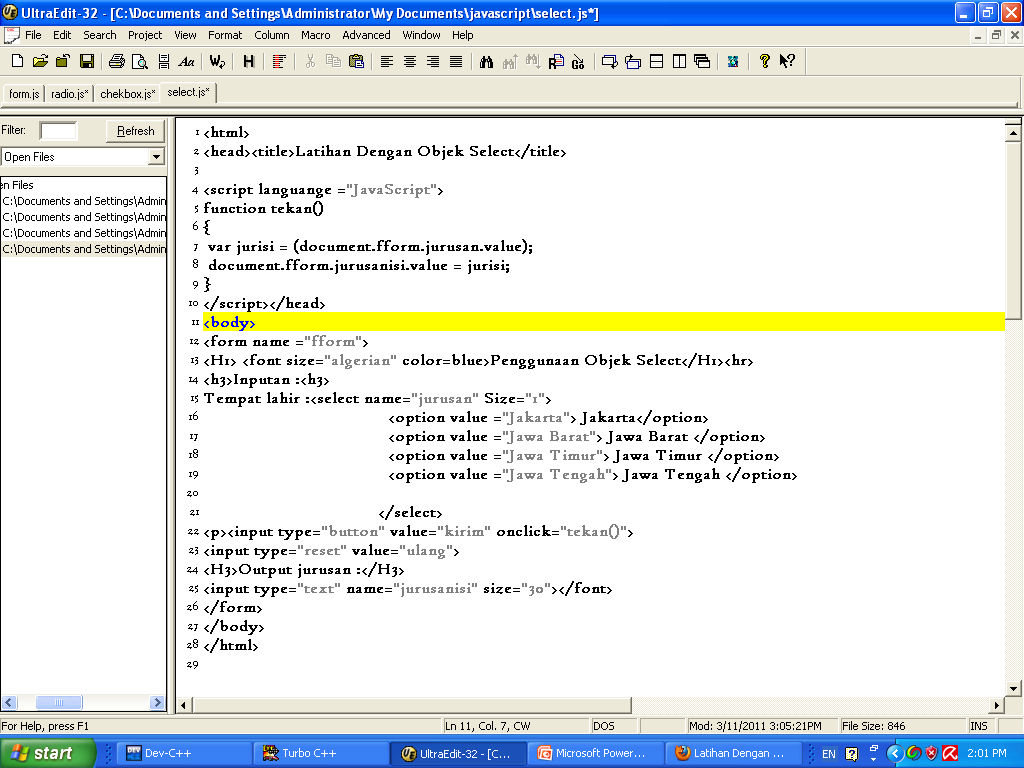 UltraEdit-32 - [C:\Documents and Settings\Administrator\My Documents\javascript\select.js*]
File Edit Search Project View Format Column Macro Advanced Window Help
form.js radio.js* chekbox.js* select.js*
Filter: Refresh
Open Files
en Files
C:\Documents and Settings\Admin
C:\Documents and Settings\Admin
C:\Documents and Settings\Admin
C:\Documents and Settings\Admin
1 <html>
2 <head><title>Latihan Dengan Objek Select</title>
3
4 <script languange ="JavaScript">
5 function tekan()
6 {
7 var jurisi = (document.fform.jurusan.value);
8 document.fform.jurusanisi.value = jurisi;
9 }
10 </script></head>
11 <body>
12 <form name ="fform">
13 <H1> <font size="algerian" color=blue>Penggunaan Objek Select</H1><hr>
14 <h3>Inputan :<h3>
15 Tempat lahir :<select name="jurusan" Size="1">
16 <option value ="Jakarta"> Jakarta</option>
17 <option value ="Jawa Barat"> Jawa Barat </option>
18 <option value ="Jawa Timur"> Jawa Timur </option>
19 <option value ="Jawa Tengah"> Jawa Tengah </option>
20
21 </select>
22 <p><input type="button" value="kirim" onclick="tekan()">
23 <input type="reset" value="ulang">
24 <H3>Output jurusan :</H3>
25 <input type="text" name="jurusanisi" size="30"></font>
26 </form>
27 </body>
28 </html>
29
For Help, press F1 Ln 11, Col. 7, CW DOS Mod: 3/11/2011 3:05:21PM File Size: 846 INS
start Dev-C++ Turbo C++ UltraEdit-32 - [C... Microsoft Power... Latihan Dengan ... EN 2:01 PM